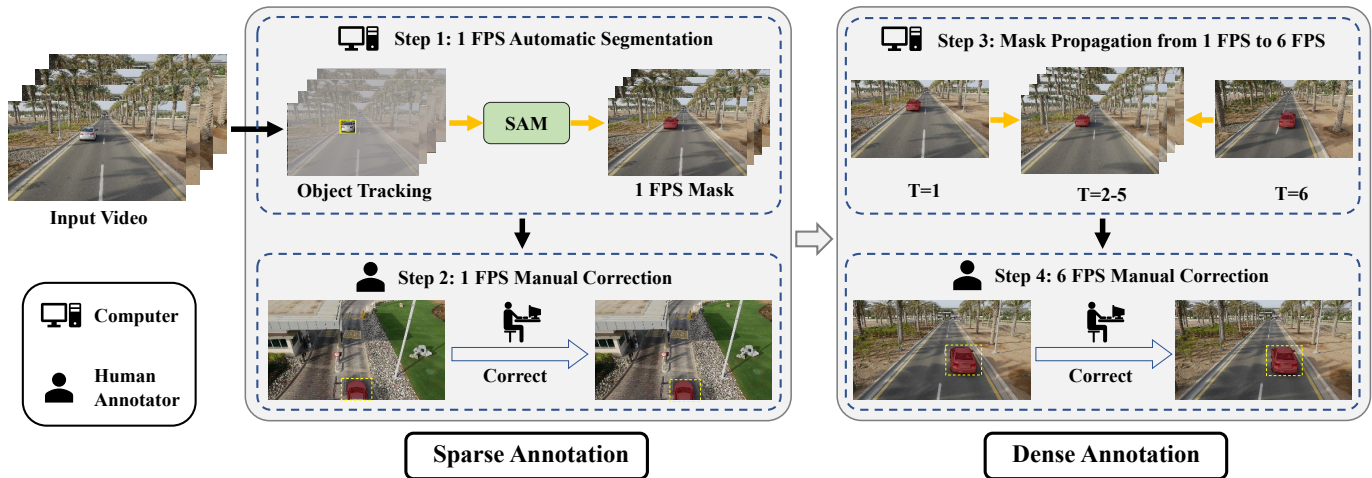 Input Video
Computer
Human
Annotator
Step 1: 1 FPS Automatic Segmentation
SAM
Object Tracking
1 FPS Mask
Step 2: 1 FPS Manual Correction
Correct
Sparse Annotation
Step 3: Mask Propagation from 1 FPS to 6 FPS
T=1
T=2-5
T=6
Step 4: 6 FPS Manual Correction
Correct
Dense Annotation